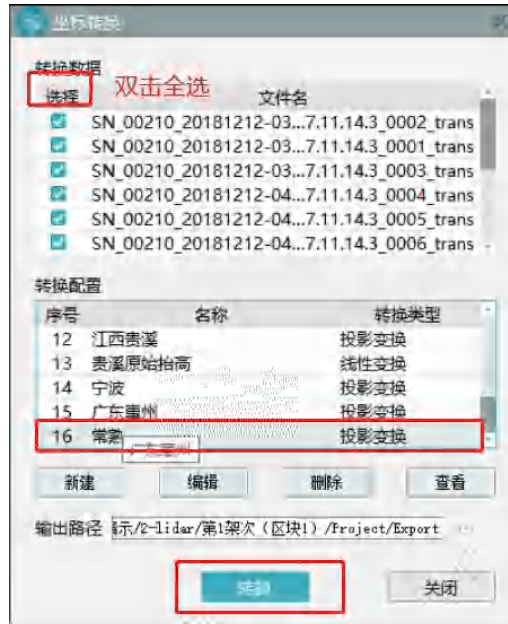 坐标转换
转换数据
选择 双击全选 文件名
SN_00210_20181212-03...7.11.14.3_0002_trans
SN_00210_20181212-03...7.11.14.3_0001_trans
SN_00210_20181212-03...7.11.14.3_0003_trans
SN_00210_20181212-04...7.11.14.3_0004_trans
SN_00210_20181212-04...7.11.14.3_0005_trans
SN_00210_20181212-04...7.11.14.3_0006_trans
转换配置
序号 名称 转换类型
12 江西贵溪 投影变换
13 贵溪原始抬高 线性变换
14 宁波 投影变换
15 广东惠州 投影变换
16 常熟 投影变换
广东惠州
新建 编辑 删除 查看
输出路径 示/2-lidar/第1架次（区块1）/Project/Export ...
转换 关闭